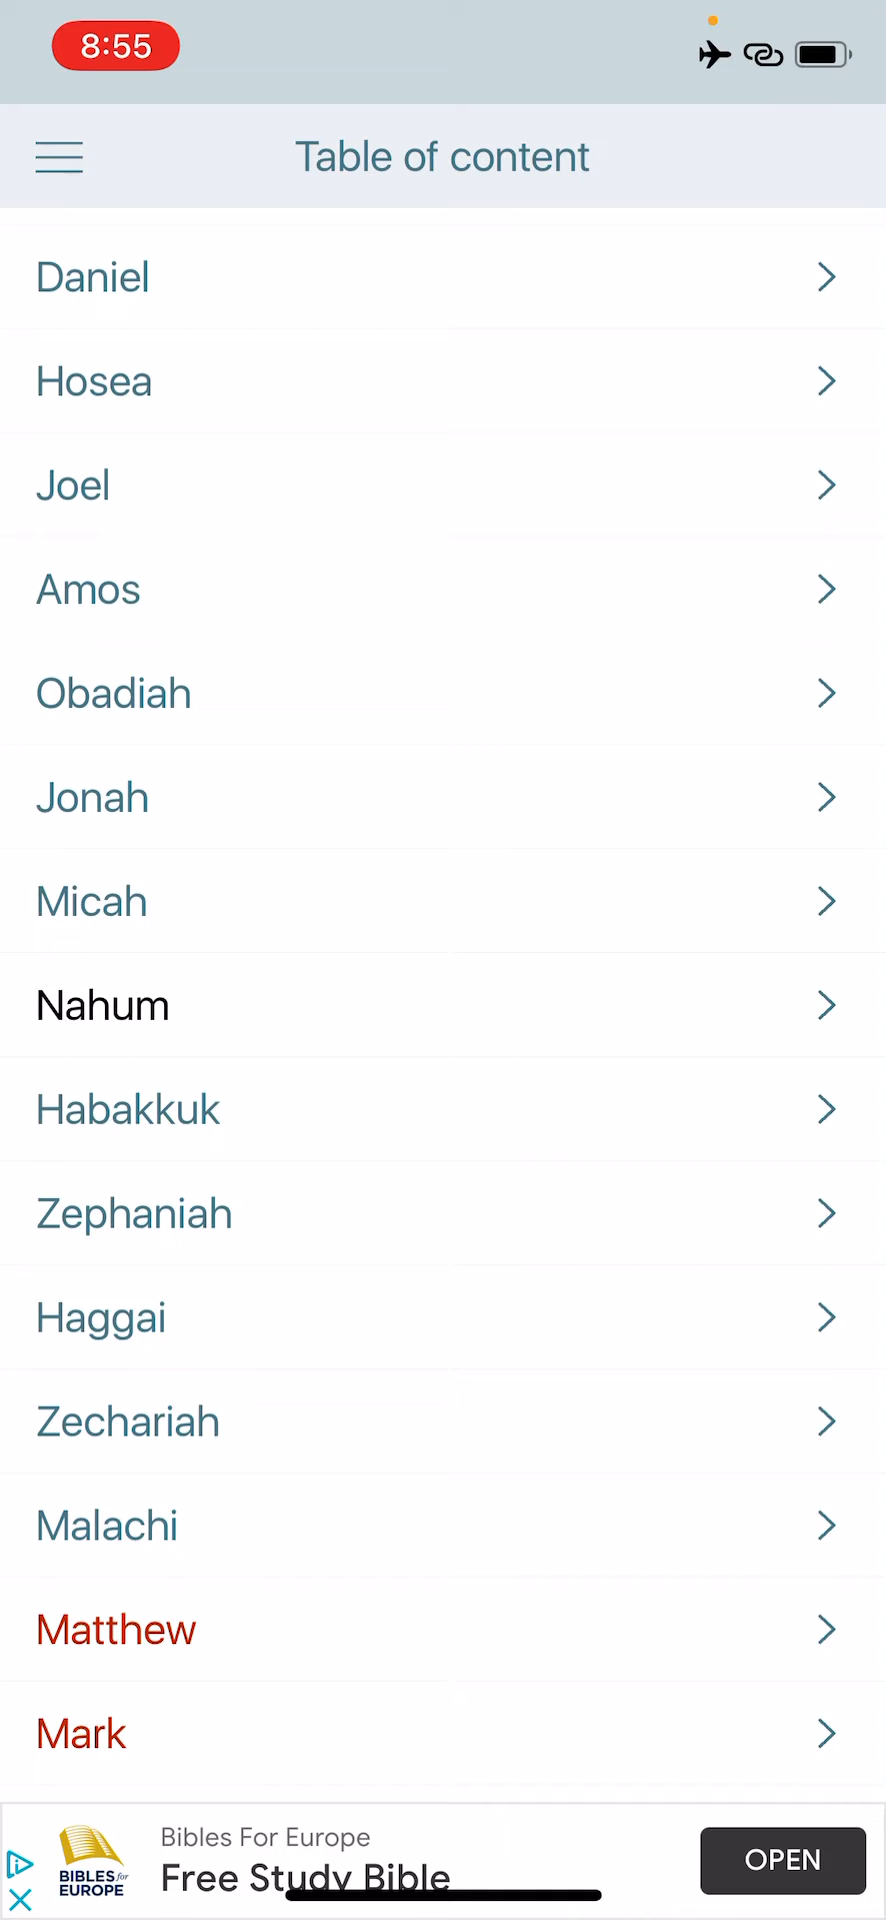 8:55
Table of content
Daniel
Hosea
Joel
Amos
Obadiah
Jonah
Micah
Nahum
Habakkuk
Zephaniah
Haggai
Zechariah
Malachi
Matthew
Mark
Bibles For Europe
Free Study Bible
BIBLES for
EUROPE
OPEN